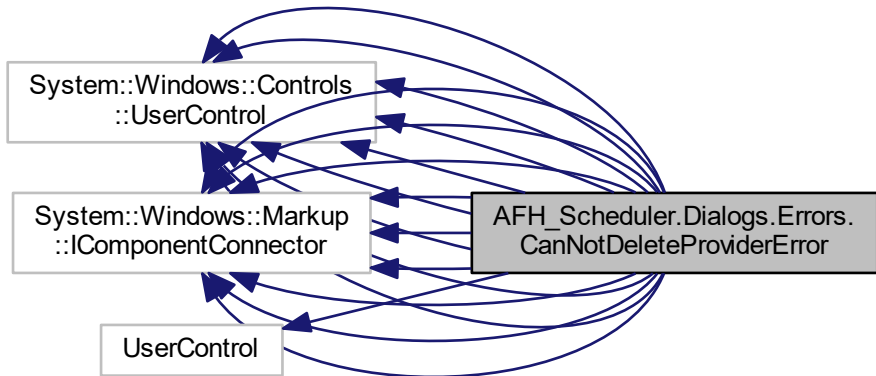 System::Windows::Controls
::UserControl
System::Windows::Markup
::IComponentConnector
AFH_Scheduler.Dialogs.Errors.
CanNotDeleteProviderError
UserControl